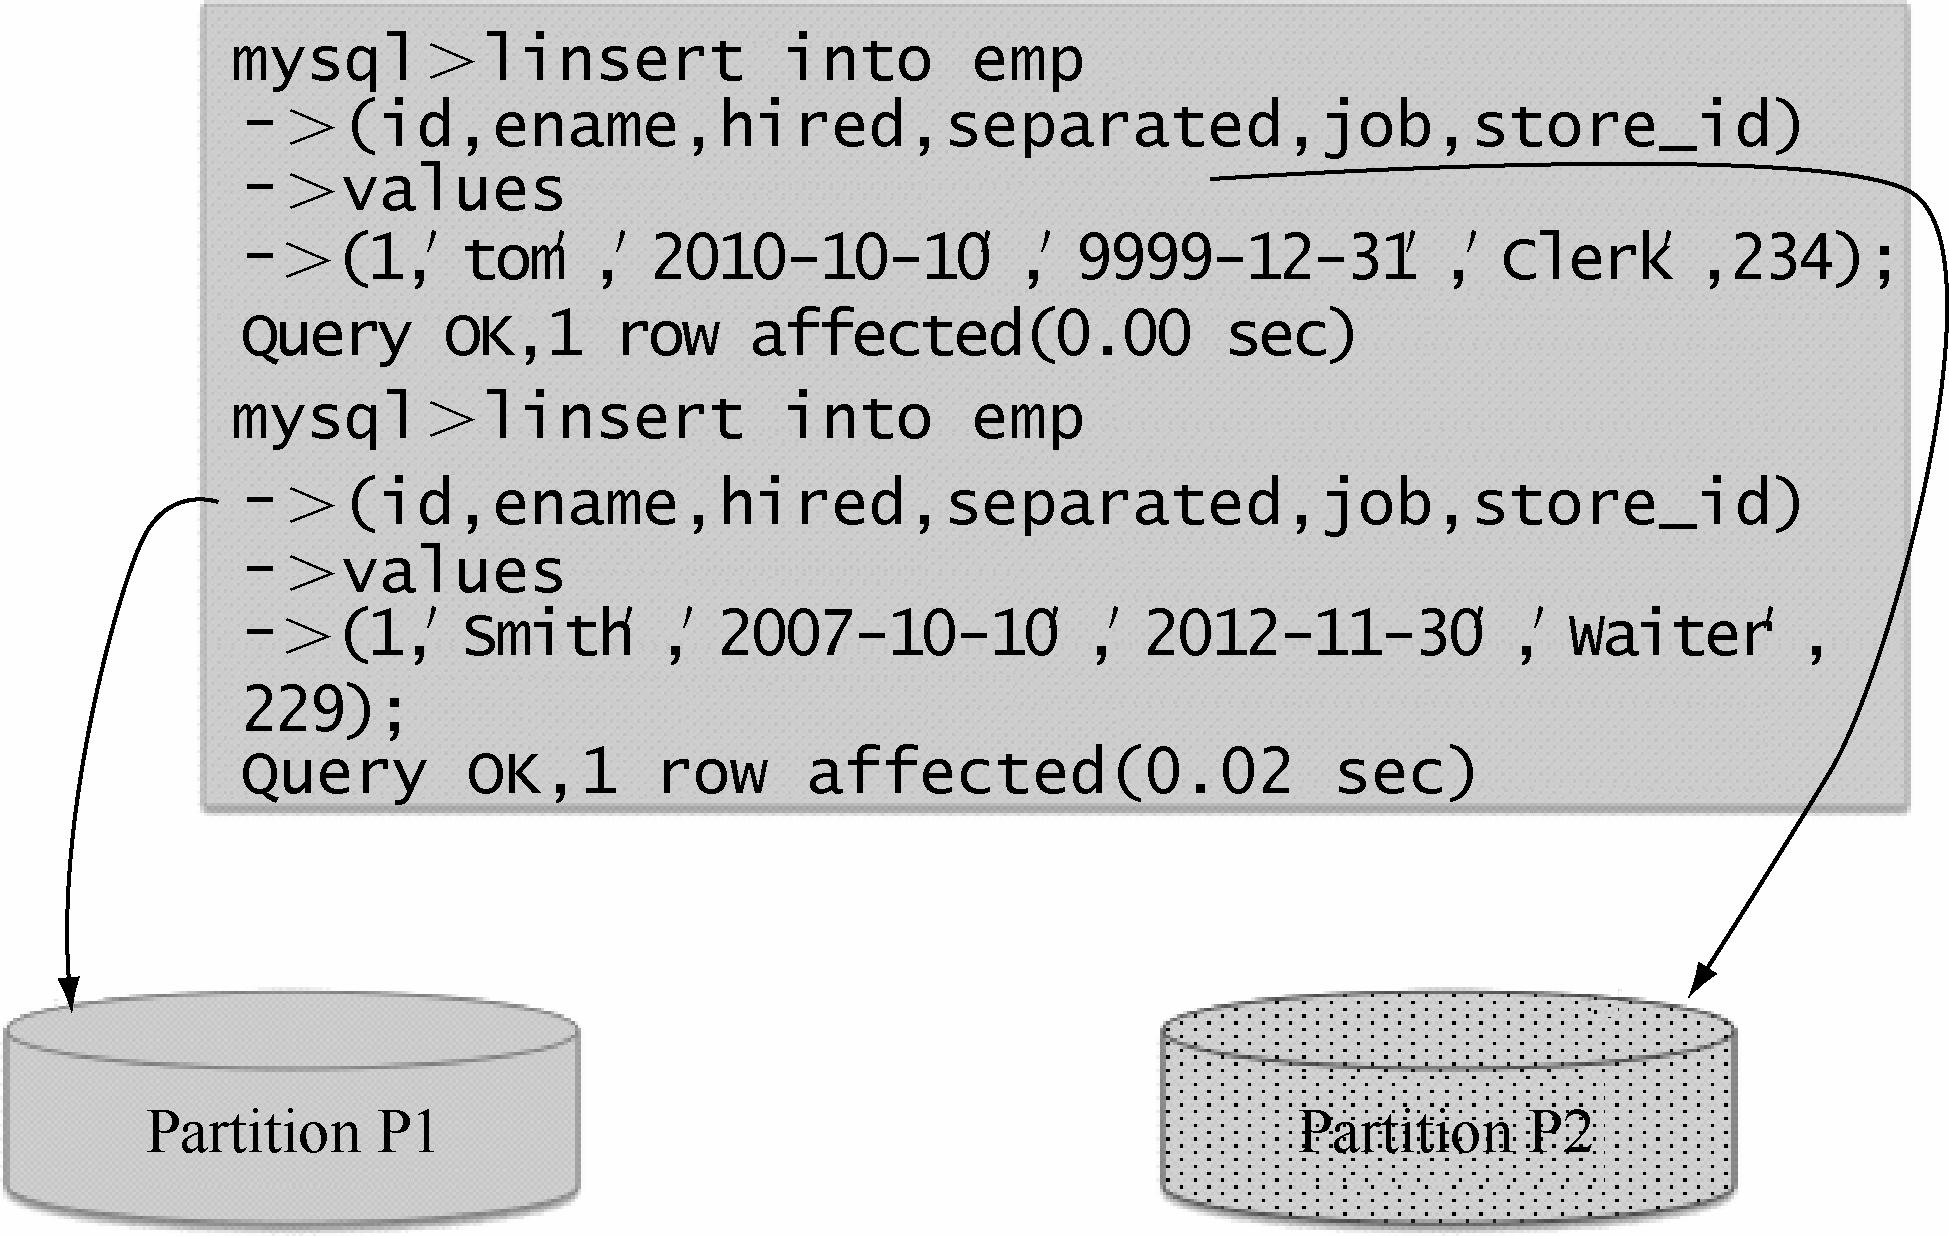 mysql>linsert into emp
->(id,ename,hired,separated,job,store_id)
->values
->(1,'tom','2010-10-10','9999-12-31','Clerk',234);
Query OK,1 row affected(0.00 sec)
mysql>linsert into emp
->(id,ename,hired,separated,job,store_id)
->values
->(1,'Smith','2007-10-10','2012-11-30','Waiter',
229);
Query OK,1 row affected(0.02 sec)
Partition P1
Partition P2